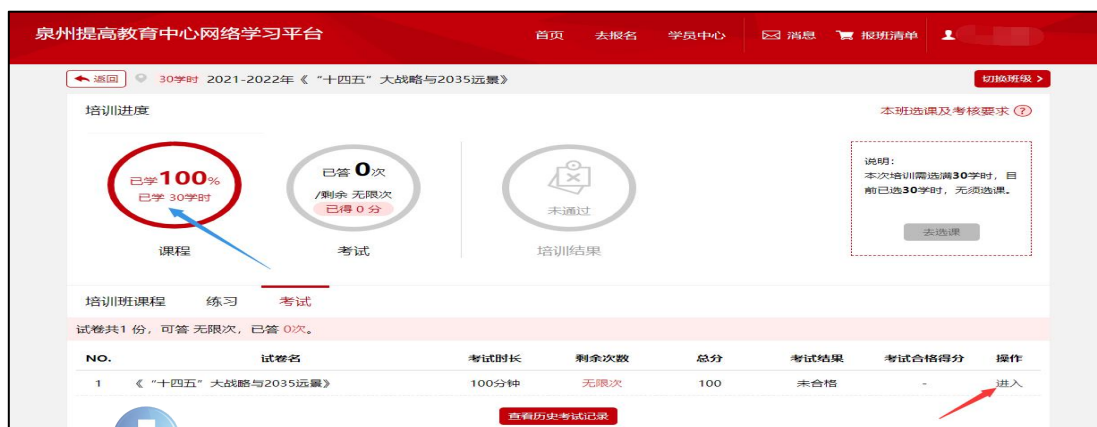 泉州提高教育中心网络学习平台 首页 去报名 学员中心 消息 报班清单
返回 30学时 2021-2022年《“十四五”大战略与2035远景》 切换班级 >
培训进度 本班选课及考核要求 ?
已学100%
已学 30学时
课程
已答 0次
/剩余 无限次
已得 0 分
考试
未通过
培训结果
说明：
本次培训需选满30学时，目
前已选30学时，无须选课。
去选课
培训班课程 练习 考试
试卷共1 份，可答 无限次，已答 0次。
NO. 试卷名 考试时长 剩余次数 总分 考试结果 考试合格得分 操作
1 《“十四五”大战略与2035远景》 100分钟 无限次 100 未合格 - 进入
查看历史考试记录